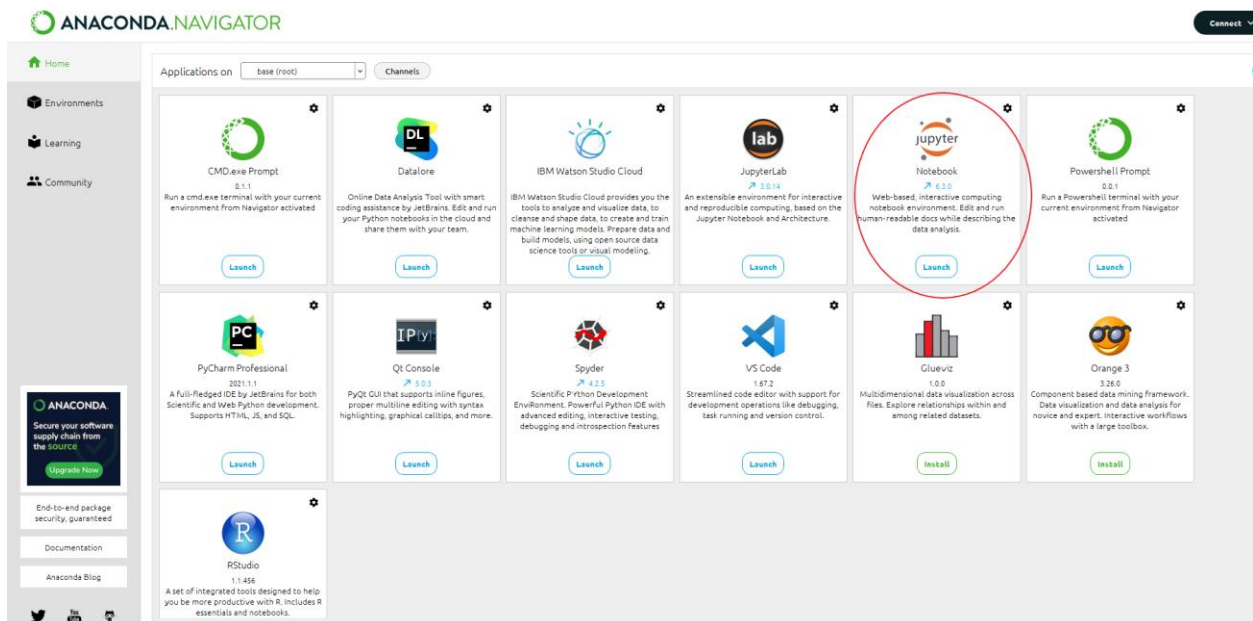 ANACONDA.NAVIGATOR
Connect
Home
Environments
Learning
Community
Applications on base (root) Channels
CMD.exe Prompt
0.1.1
Run a cmd.exe terminal with your current
environment from Navigator activated
Launch
DL
Datalore
Online Data Analysis Tool with smart
coding assistance by JetBrains. Edit and run
your Python notebooks in the cloud and
share them with your team.
Launch
IBM Watson Studio Cloud
IBM Watson Studio Cloud provides you the
tools to analyze and visualize data, to
cleanse and shape data, to create and train
machine learning models. Prepare data and
build models, using open source data
science tools or visual modeling.
Launch
lab
JupyterLab
3.0.14
An extensible environment for interactive
and reproducible computing, based on the
Jupyter Notebook and Architecture.
Launch
jupyter
Notebook
6.3.0
Web-based, interactive computing
notebook environment. Edit and run
human-readable docs while describing the
data analysis.
Launch
Powershell Prompt
0.0.1
Run a Powershell terminal with your
current environment from Navigator
activated
Launch
PC
PyCharm Professional
2021.1.1
A full-fledged IDE by JetBrains for both
Scientific and Web Python development.
Supports HTML, JS, and SQL.
Launch
IP[y]:
Qt Console
5.0.3
PyQt GUI that supports inline figures,
proper multiline editing with syntax
highlighting, graphical calltips, and more.
Launch
Spyder
4.2.5
Scientific PYthon Development
EnviRonment. Powerful Python IDE with
advanced editing, interactive testing,
debugging and introspection features
Launch
VS Code
1.67.2
Streamlined code editor with support for
development operations like debugging,
task running and version control.
Launch
Glueviz
1.0.0
Multidimensional data visualization across
files. Explore relationships within and
among related datasets.
Install
Orange 3
3.26.0
Component based data mining framework.
Data visualization and data analysis for
novice and expert. Interactive workflows
with a large toolbox.
Install
R
RStudio
1.1.456
A set of integrated tools designed to help
you be more productive with R. Includes R
essentials and notebooks.
ANACONDA.
Secure your software
supply chain from
the source
Upgrade Now
End-to-end package
security, guaranteed
Documentation
Anaconda Blog
You